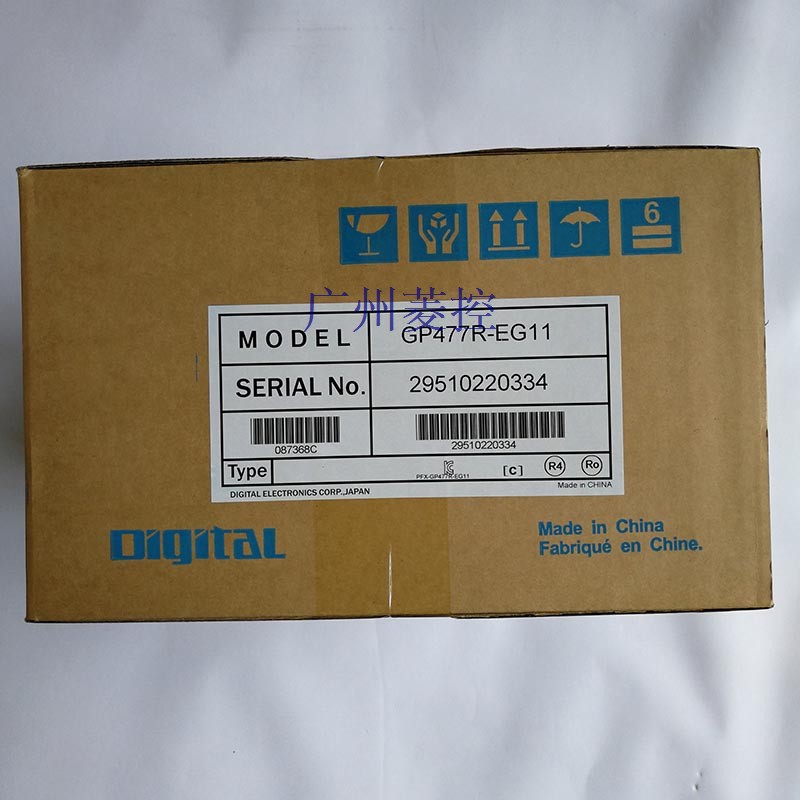 6
广州菱控
MODEL GP477R-EG11
SERIAL No. 29510220334
087368C 29510220334
Type PFX-GP477R-EG11 [C] R4 Ro
DIGITAL ELECTRONICS CORP.,JAPAN Made in CHINA
Digital
Made in China
Fabriqué en Chine.